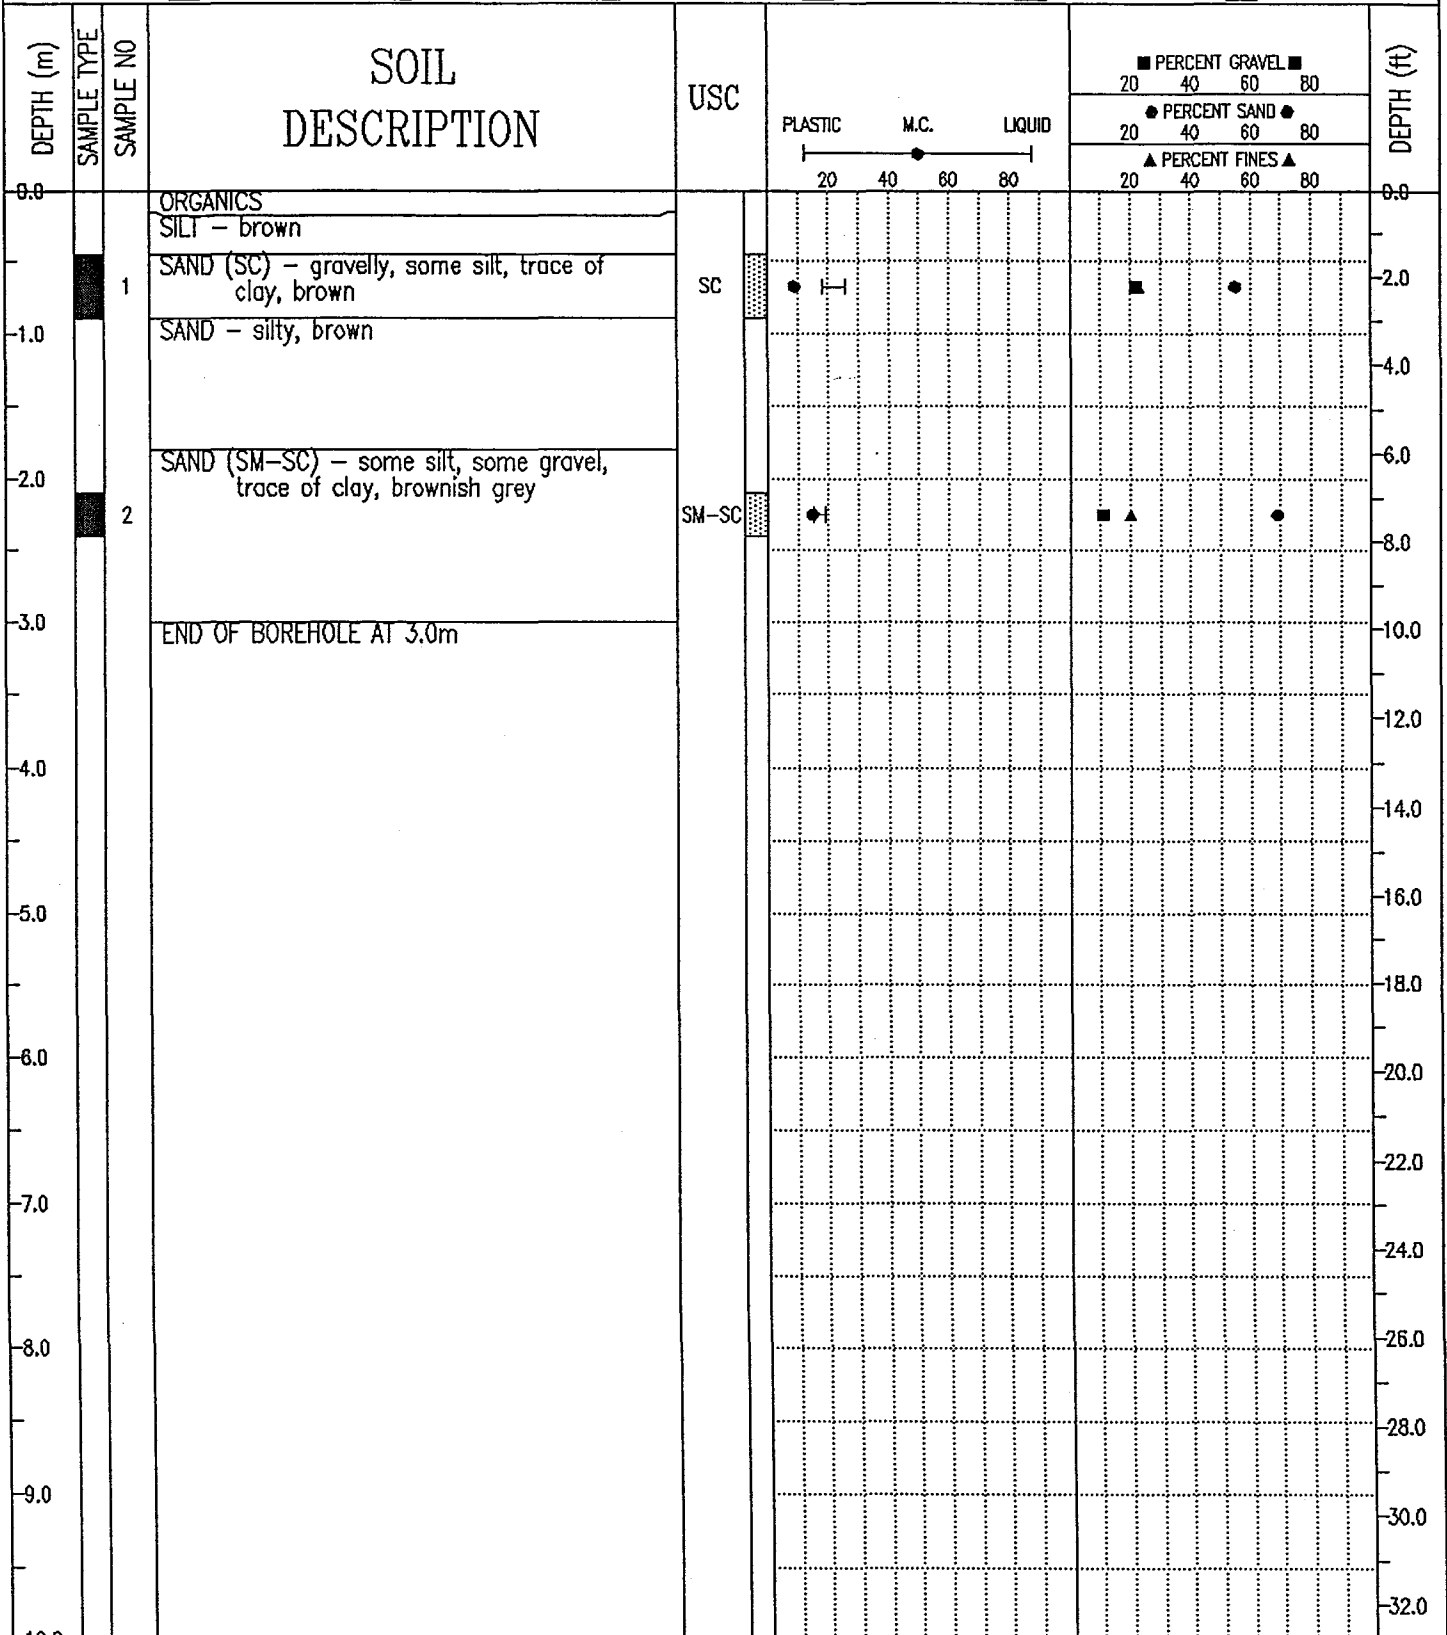 DEPTH (m)
SAMPLE TYPE
SAMPLE NO
SOIL
DESCRIPTION
USC
PLASTIC M.C. LIQUID
20 40 60 80
■ PERCENT GRAVEL ■
20 40 60 80
● PERCENT SAND ●
20 40 60 80
▲ PERCENT FINES ▲
20 40 60 80
DEPTH (ft)
0.0
ORGANICS
0.0
SILT – brown
SAND (SC) – gravelly, some silt, trace of
clay, brown
1
SC
2.0
1.0
SAND – silty, brown
4.0
SAND (SM–SC) – some silt, some gravel,
trace of clay, brownish grey
6.0
2.0
2
SM–SC
8.0
3.0
END OF BOREHOLE AT 3.0m
10.0
12.0
4.0
14.0
16.0
5.0
18.0
6.0
20.0
22.0
7.0
24.0
8.0
26.0
28.0
9.0
30.0
32.0